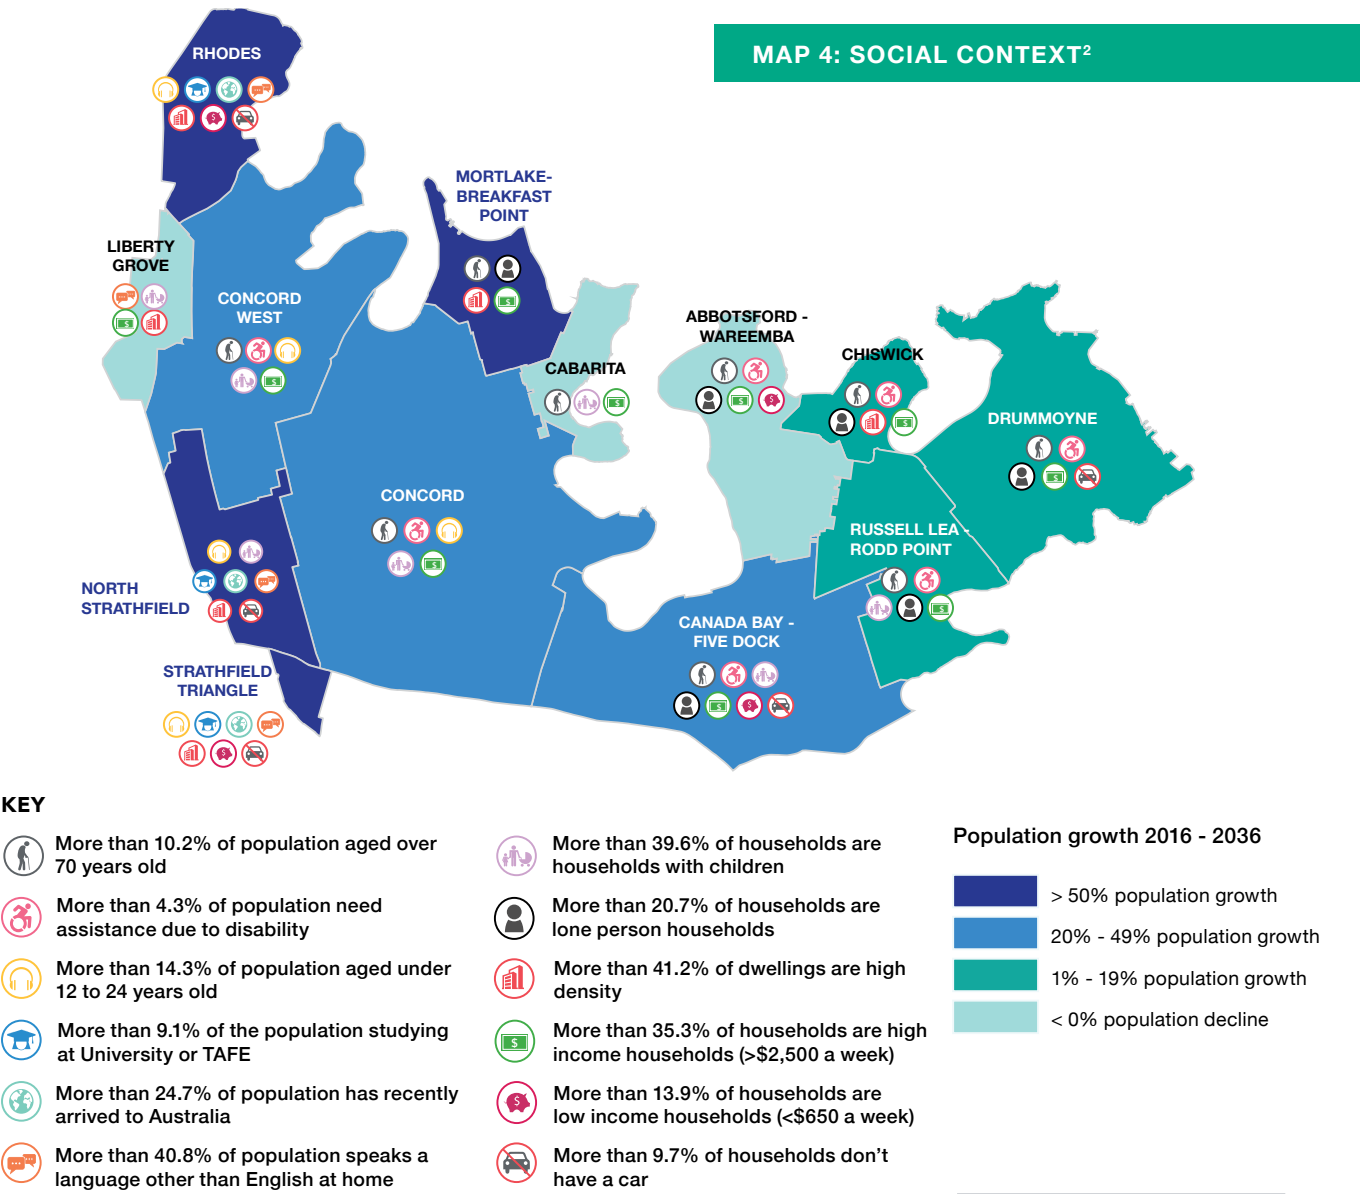 MAP 4: SOCIAL CONTEXT²
RHODES
MORTLAKE-
BREAKFAST
POINT
LIBERTY
GROVE
CONCORD
WEST
ABBOTSFORD -
WAREEMBA
CHISWICK
CABARITA
DRUMMOYNE
CONCORD
RUSSELL LEA -
RODD POINT
NORTH
STRATHFIELD
CANADA BAY -
FIVE DOCK
STRATHFIELD
TRIANGLE
KEY
More than 10.2% of population aged over
70 years old
More than 4.3% of population need
assistance due to disability
More than 14.3% of population aged under
12 to 24 years old
More than 9.1% of the population studying
at University or TAFE
More than 24.7% of population has recently
arrived to Australia
More than 40.8% of population speaks a
language other than English at home
More than 39.6% of households are
households with children
More than 20.7% of households are
lone person households
More than 41.2% of dwellings are high
density
More than 35.3% of households are high
income households (>$2,500 a week)
More than 13.9% of households are
low income households (<$650 a week)
More than 9.7% of households don't
have a car
Population growth 2016 - 2036
> 50% population growth
20% - 49% population growth
1% - 19% population growth
< 0% population decline